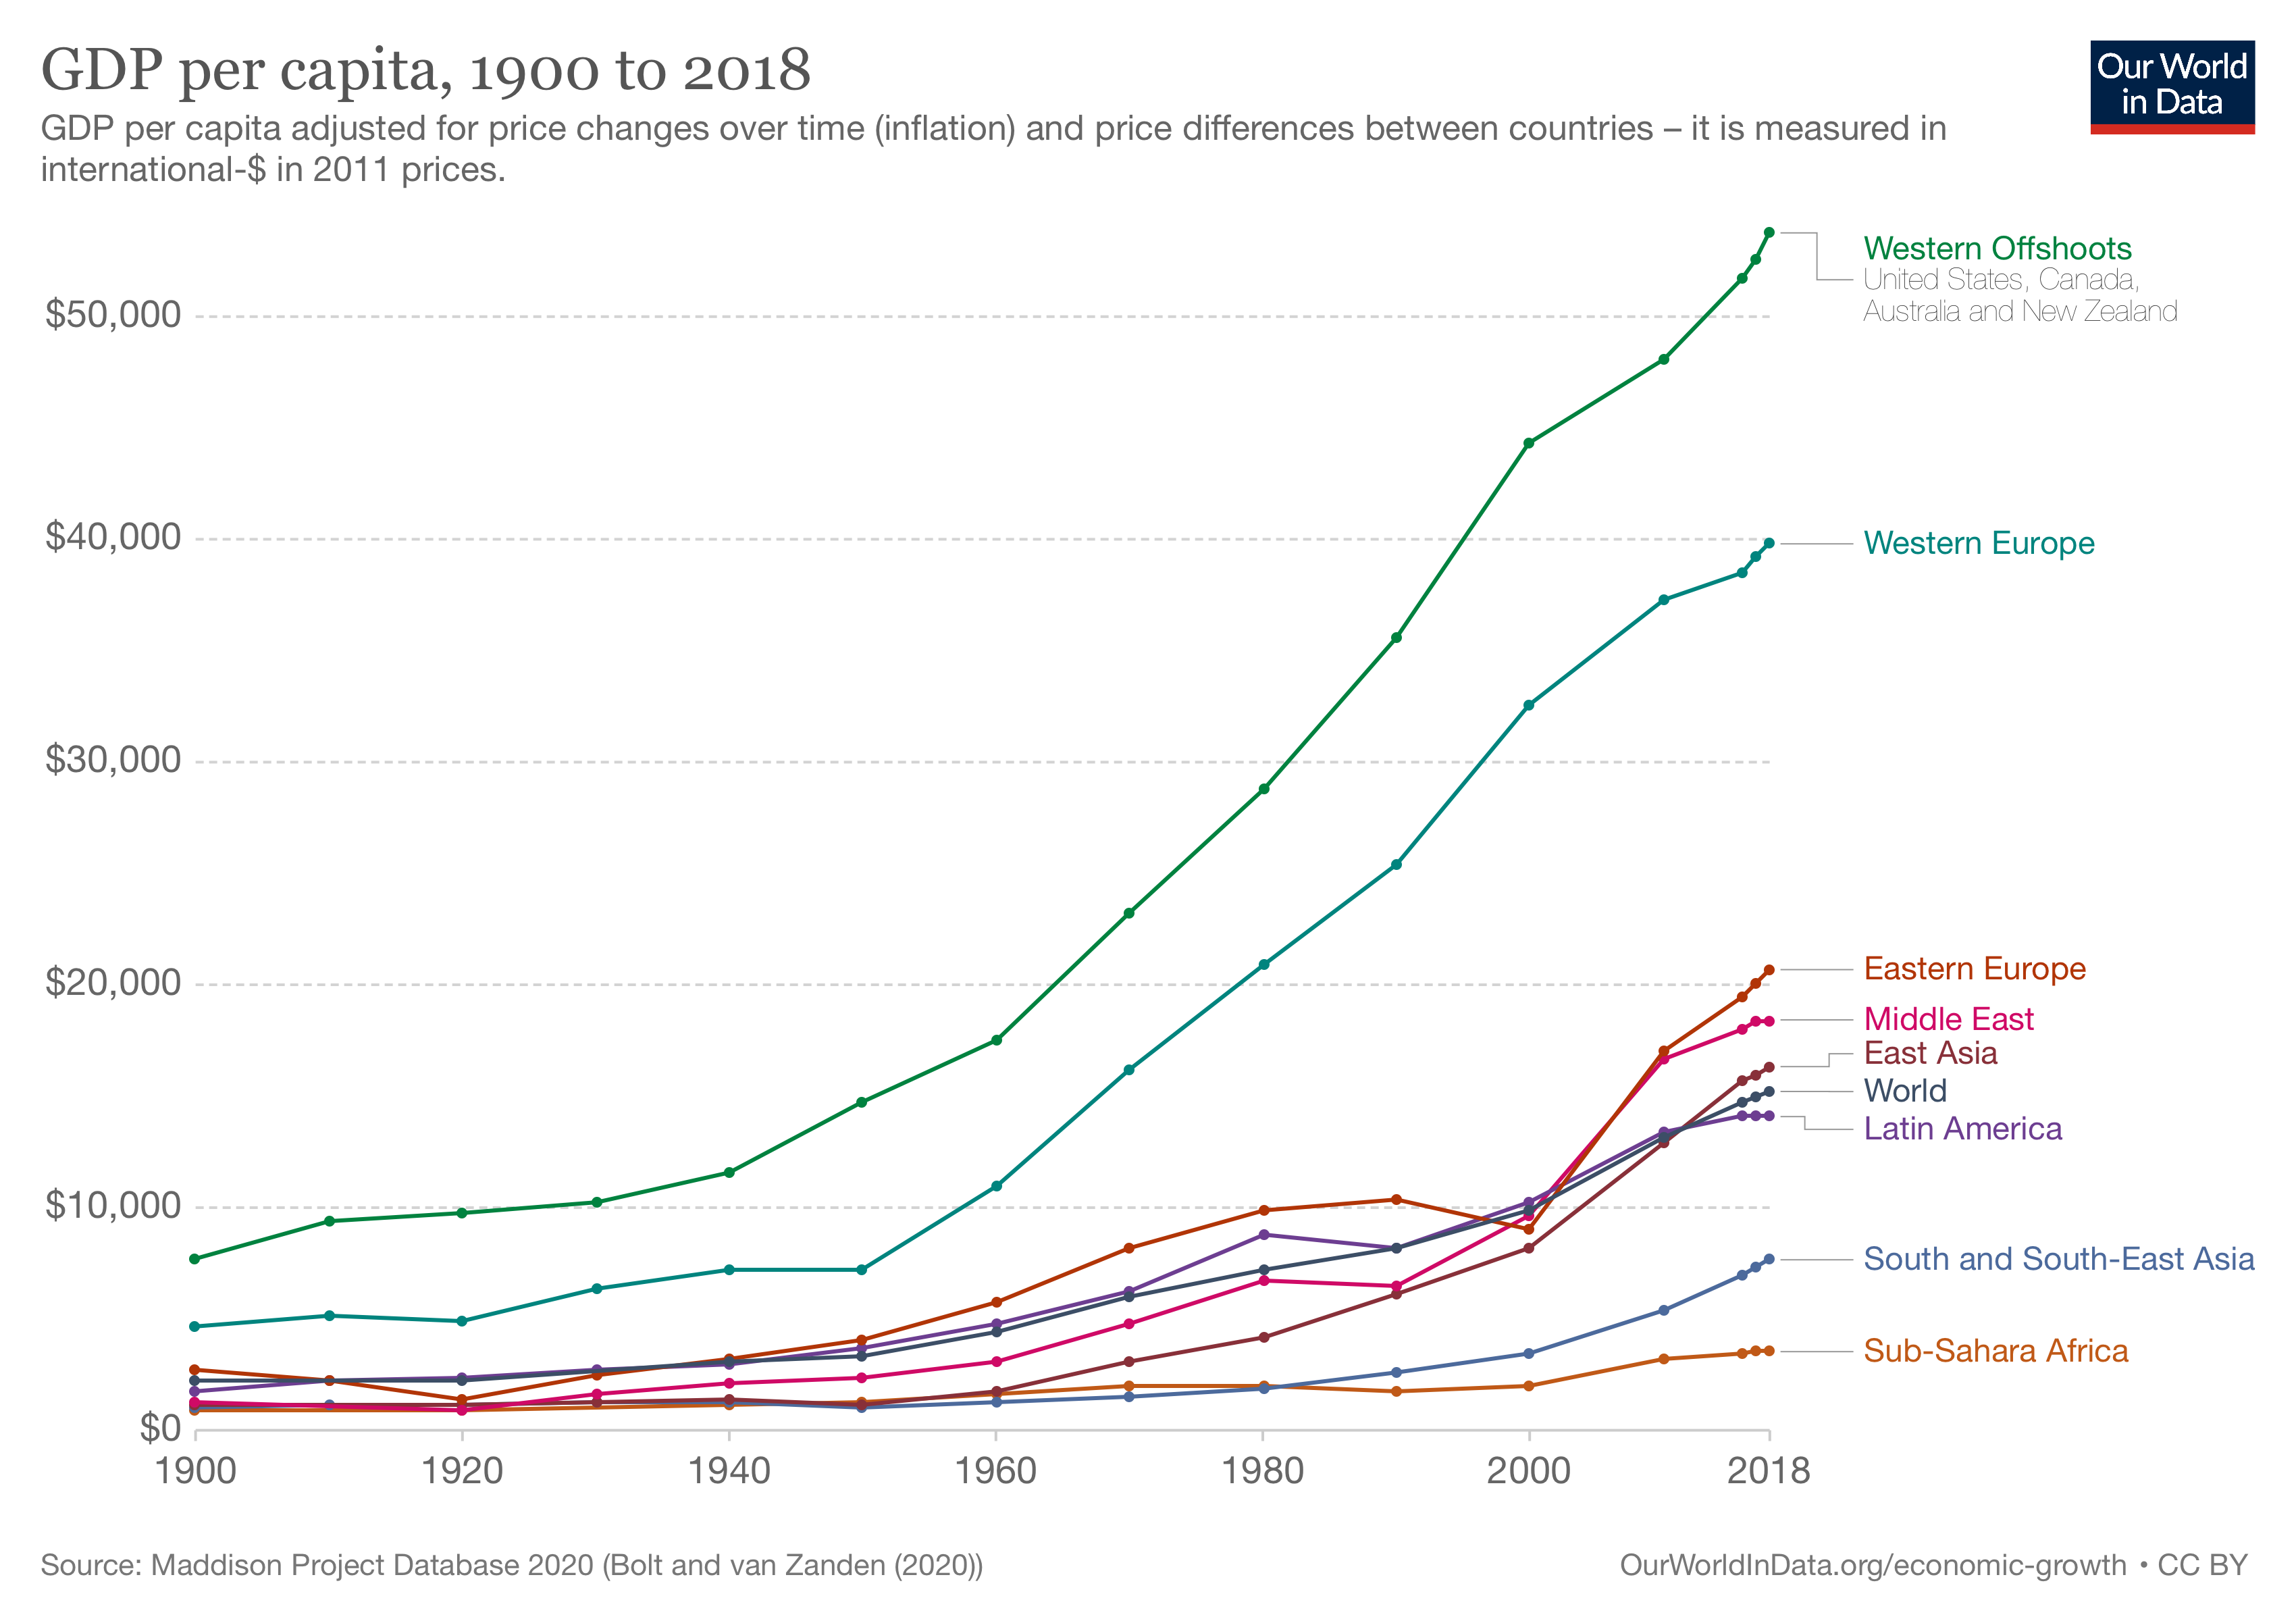 GDP per capita, 1900 to 2018
GDP per capita adjusted for price changes over time (inflation) and price differences between countries – it is measured in
international-$ in 2011 prices.
Our World
in Data
Western Offshoots
United States, Canada,
Australia and New Zealand
$50,000
$40,000
Western Europe
$30,000
$20,000
Eastern Europe
Middle East
East Asia
World
Latin America
$10,000
South and South-East Asia
Sub-Sahara Africa
$0
1900
1920
1940
1960
1980
2000
2018
Source: Maddison Project Database 2020 (Bolt and van Zanden (2020))
OurWorldInData.org/economic-growth • CC BY